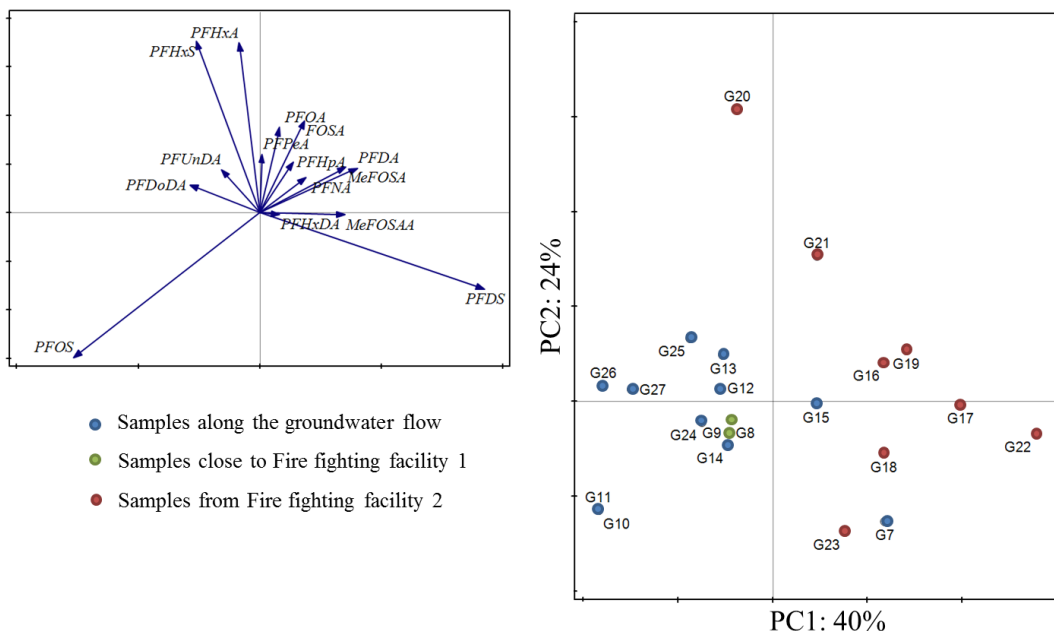 PFHxA
PFHxS
PFOA
FOSA
PFPeA
PFHpA
PFDA
PFUnDA
MeFOSA
PFDoDA
PFNA
PFHxDA
MeFOSAA
PFDS
PFOS
Samples along the groundwater flow
Samples close to Fire fighting facility 1
Samples from Fire fighting facility 2
PC2: 24%
G20
G21
G25
G13
G16
G19
G26
G27
G12
G15
G17
G24
G9
G8
G14
G22
G18
G11
G10
G23
G7
PC1: 40%